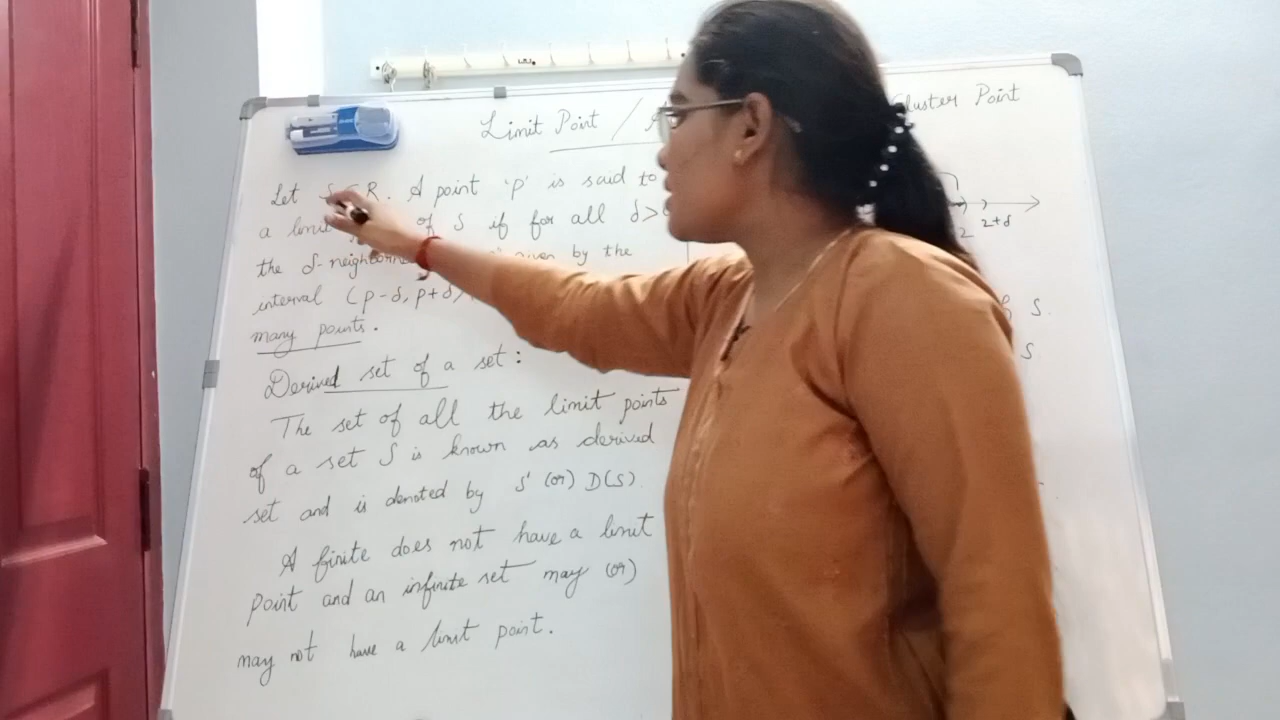 Limit Point / Cluster Point
Let S ⊂ R. A point 'p' is said to
a limit of S if for all δ>
the δ-neighborh given by the
interval (p-δ, p+δ)
many points.
Derived set of a set:
The set of all the limit points
of a set S is known as derived
set and is denoted by S' (or) D(S)
A finite does not have a limit
point and an infinite set may (or)
may not have a limit point.
2 2+δ
S.
S